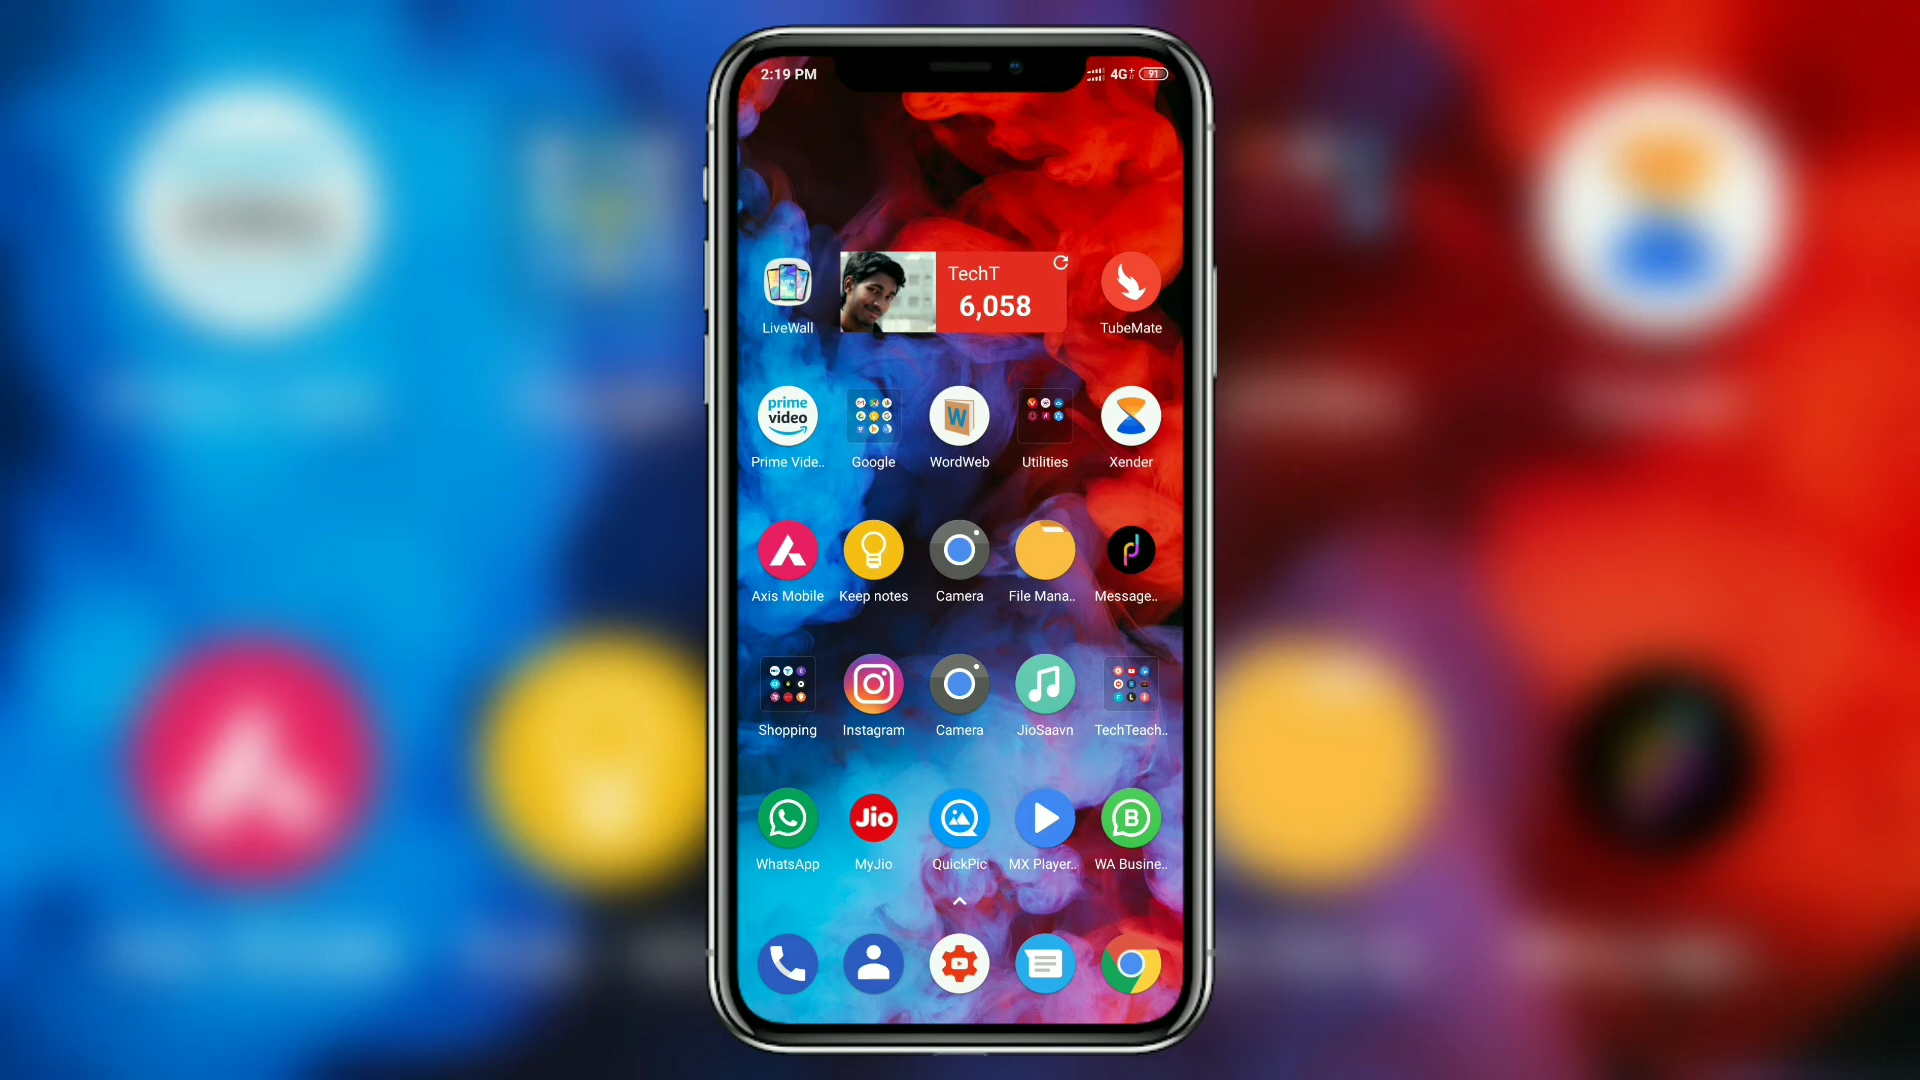 2:19 PM 4G+ 91
TechT
6,058
LiveWall TubeMate
prime
video
W
Prime Vide.. Google WordWeb Utilities Xender
Axis Mobile Keep notes Camera File Mana.. Message..
Shopping Instagram Camera JioSaavn TechTeach..
Jio B
WhatsApp MyJio QuickPic MX Player.. WA Busine..